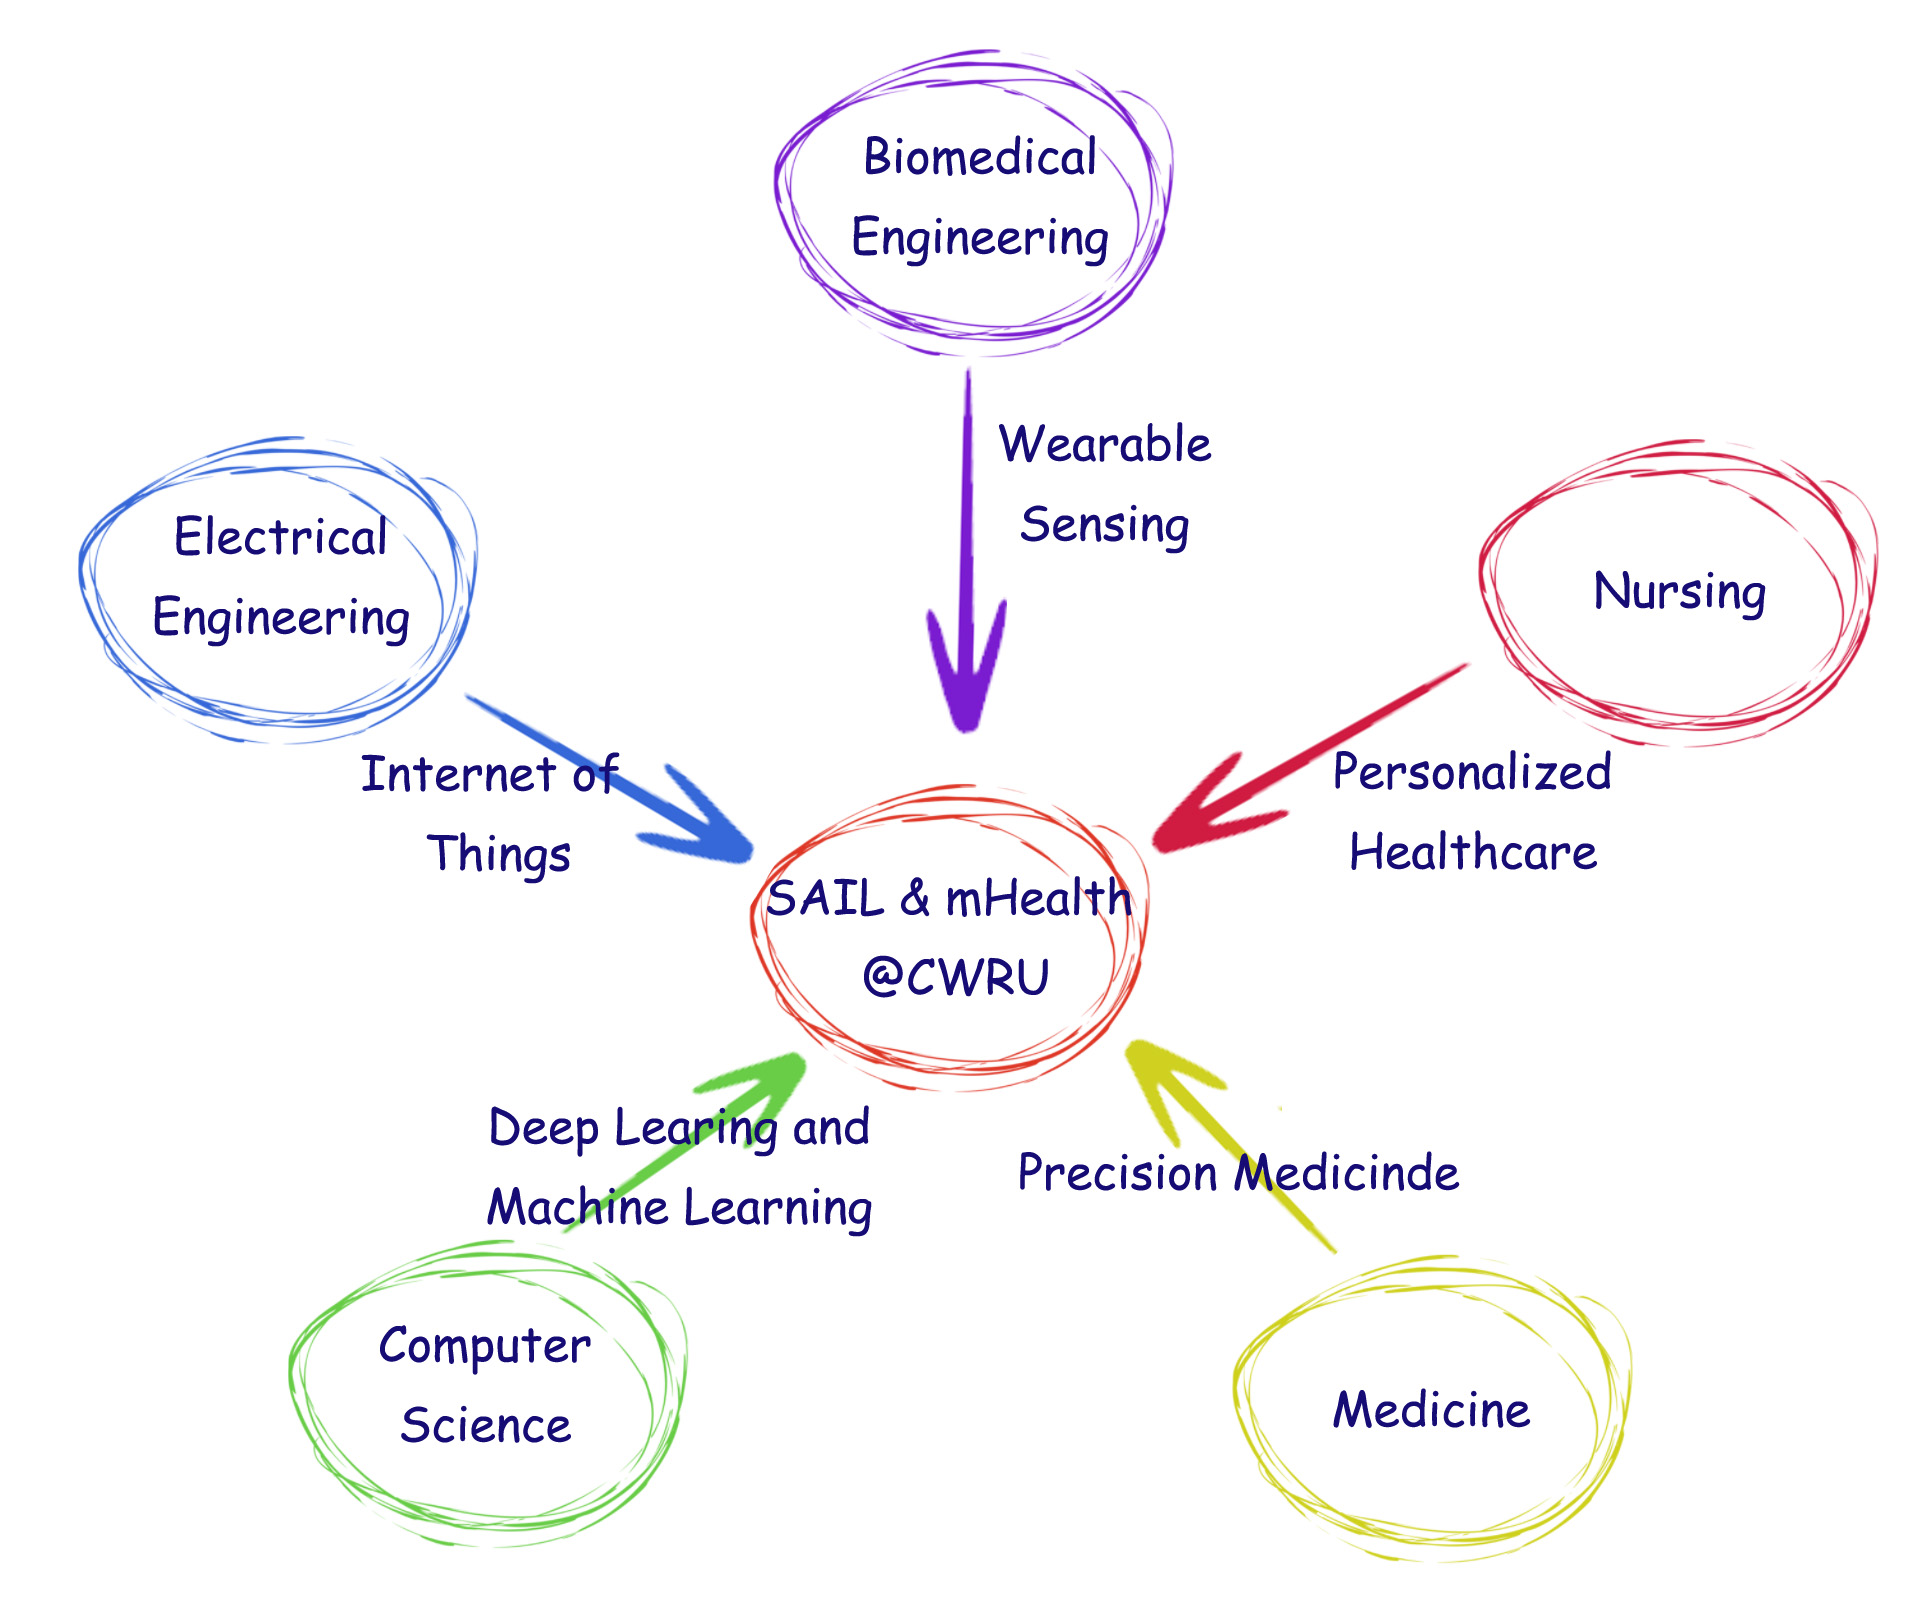 Biomedical
Engineering
Wearable
Sensing
Electrical
Engineering
Nursing
Internet of
Things
Personalized
Healthcare
SAIL & mHealth
@CWRU
Deep Learing and
Machine Learning
Precision Medicinde
Computer
Science
Medicine